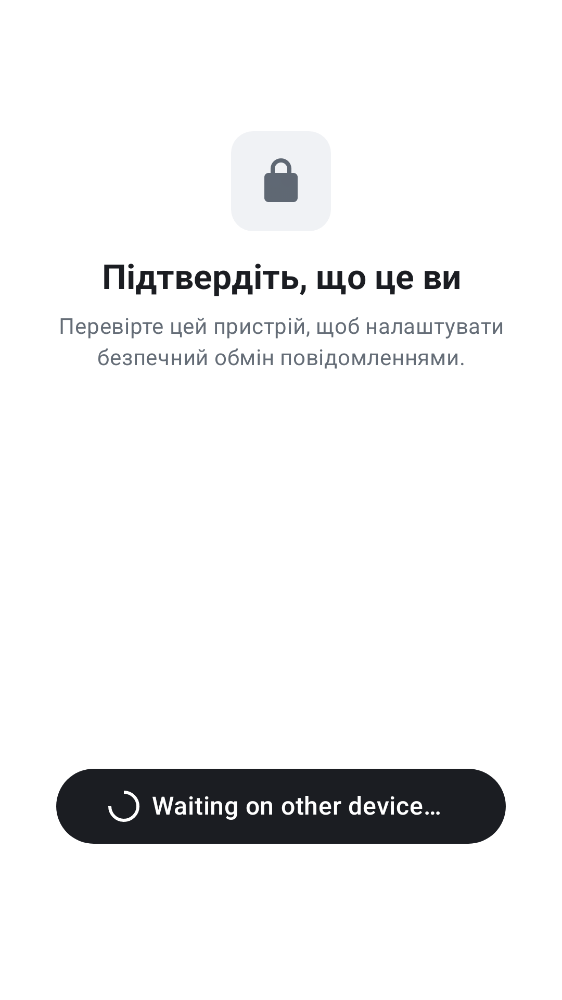 Підтвердіть, що це ви
Перевірте цей пристрій, щоб налаштувати
безпечний обмін повідомленнями.
Waiting on other device…